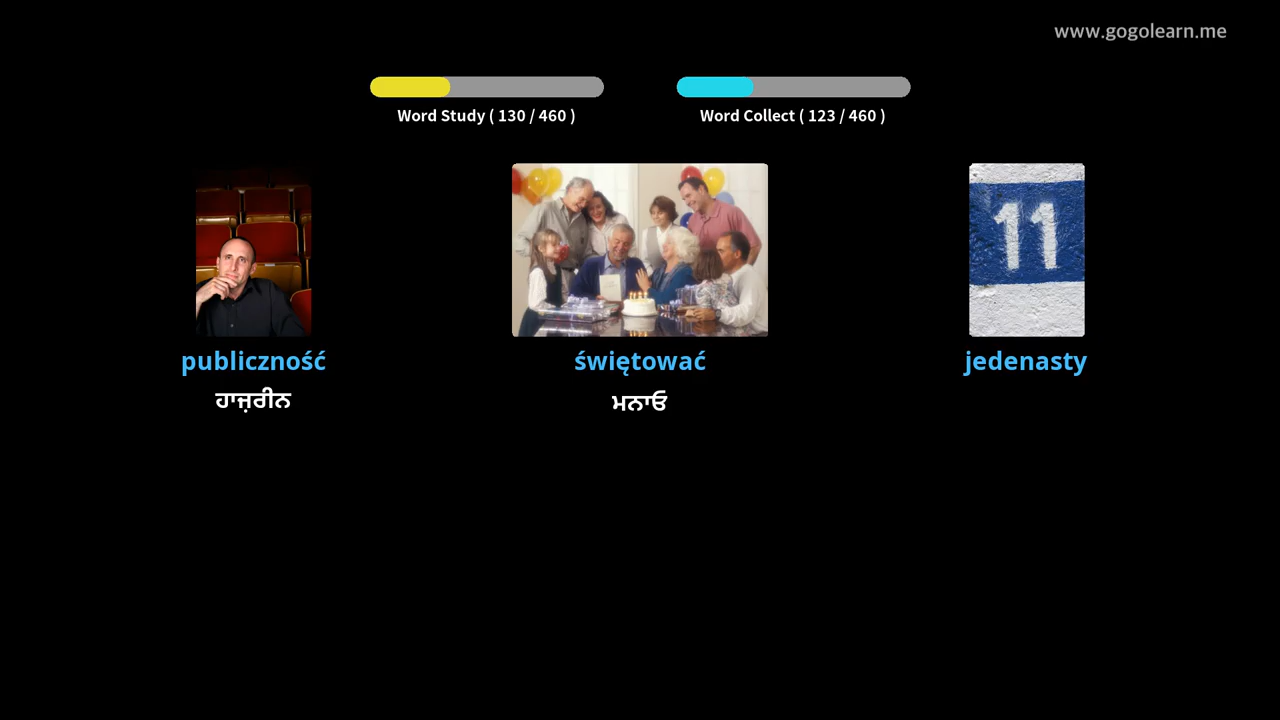 www.gogolearn.me
Word Study ( 130 / 460 )
Word Collect ( 123 / 460 )
11
publiczność
świętować
jedenasty
ਹਾਜ਼ਰੀਨ
ਮਨਾਓ